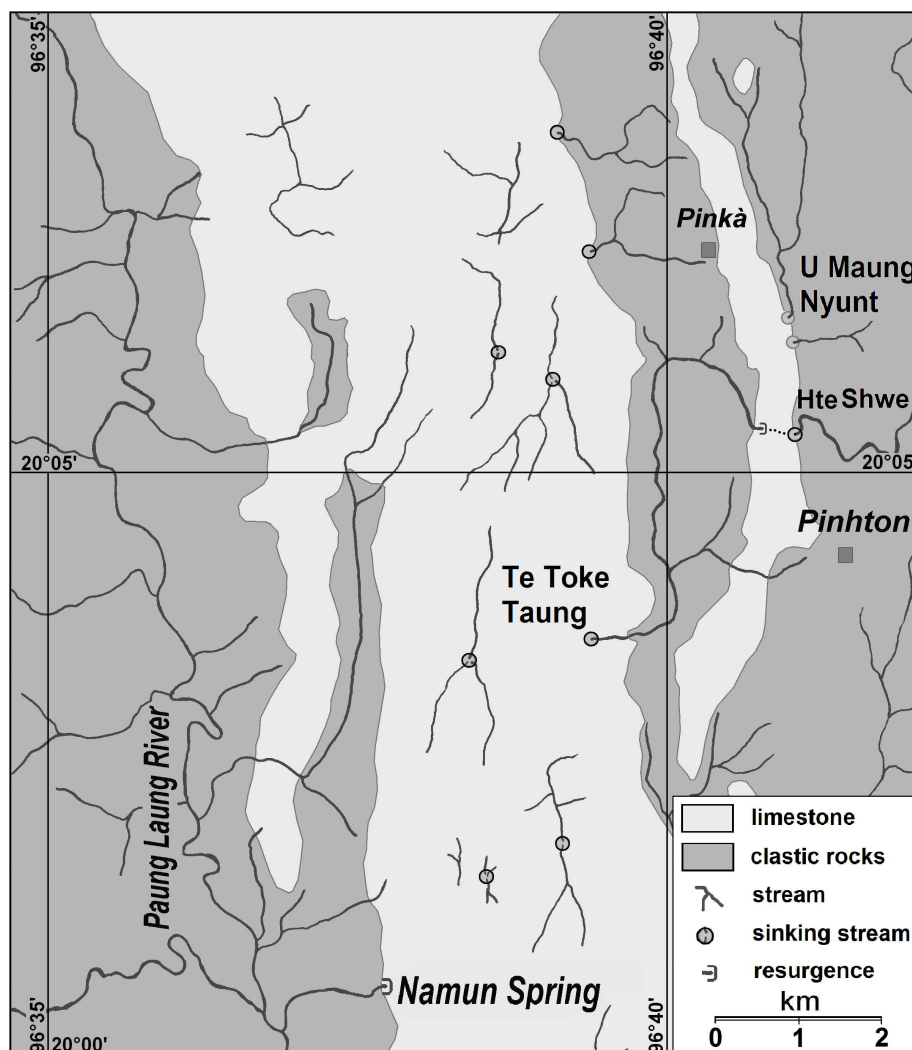 96°35'
96°40'
Pinkà
U Maung
Nyunt
Hte Shwe
20°05'
20°05
Pinhton
Te Toke
Taung
Paung Laung River
limestone
clastic rocks
stream
sinking stream
resurgence
km
0 1 2
Namun Spring
96°35'
20°00'
96°40'